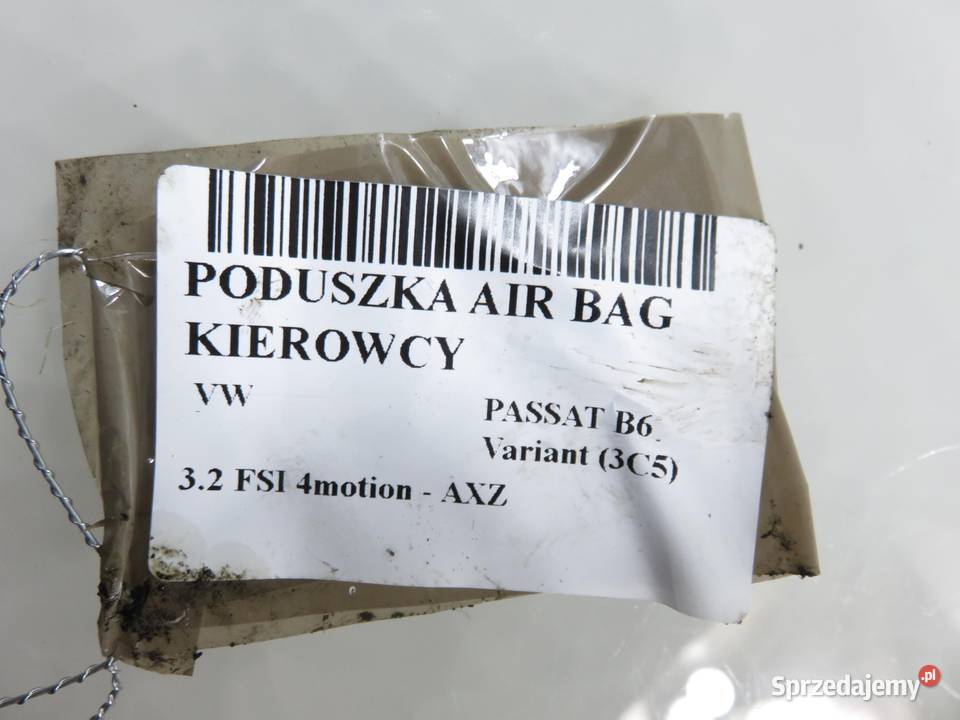 PODUSZKA AIR BAG
KIEROWCY
VW
PASSAT B6
Variant (3C5)
3.2 FSI 4motion - AXZ
Sprzedajemy.pl